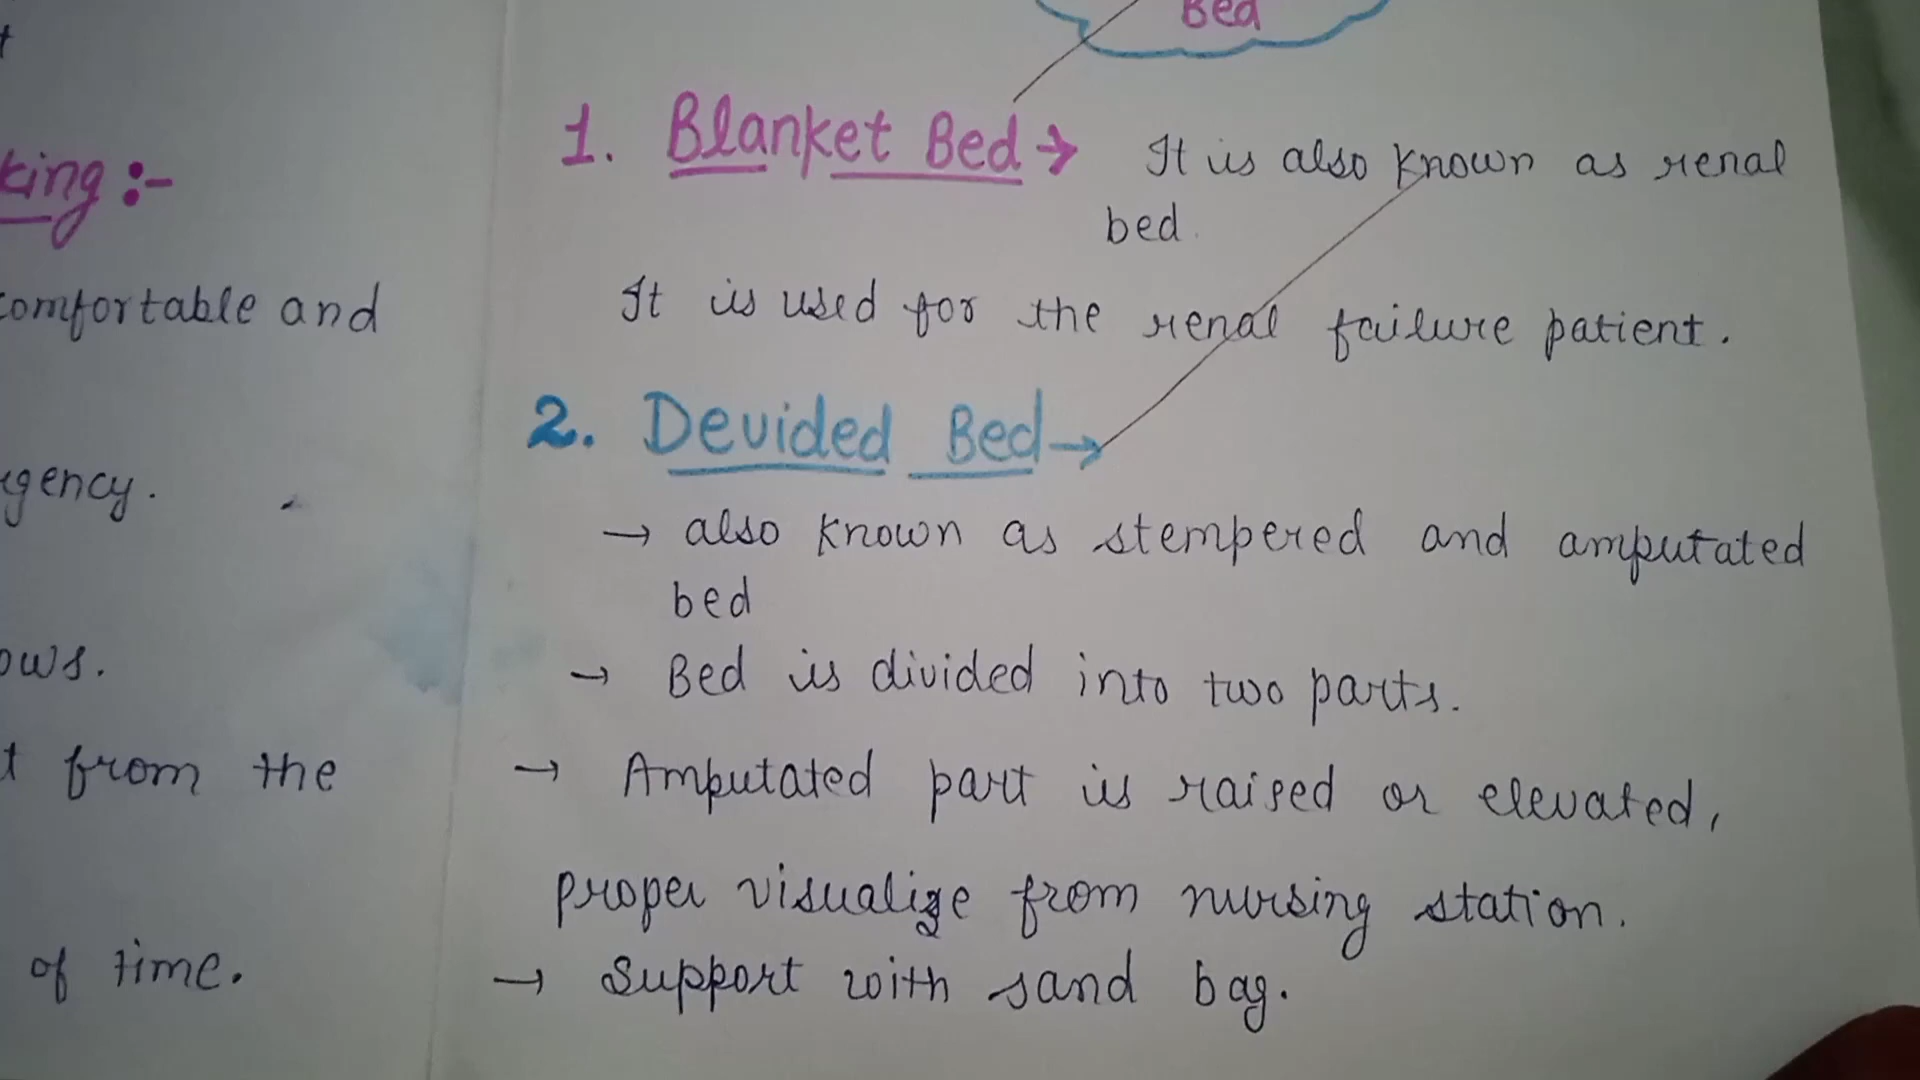 king :-
comfortable and
gency.
ows.
t from the
of time.
Bed
1. Blanket Bed → It is also known as renal
bed.
It is used for the renal failure patient.
2. Devided Bed →
→ also known as stempered and amputated
bed
→ Bed is divided into two parts.
→ Amputated part is raised or elevated,
proper visualize from nursing station.
→ Support with sand bag.